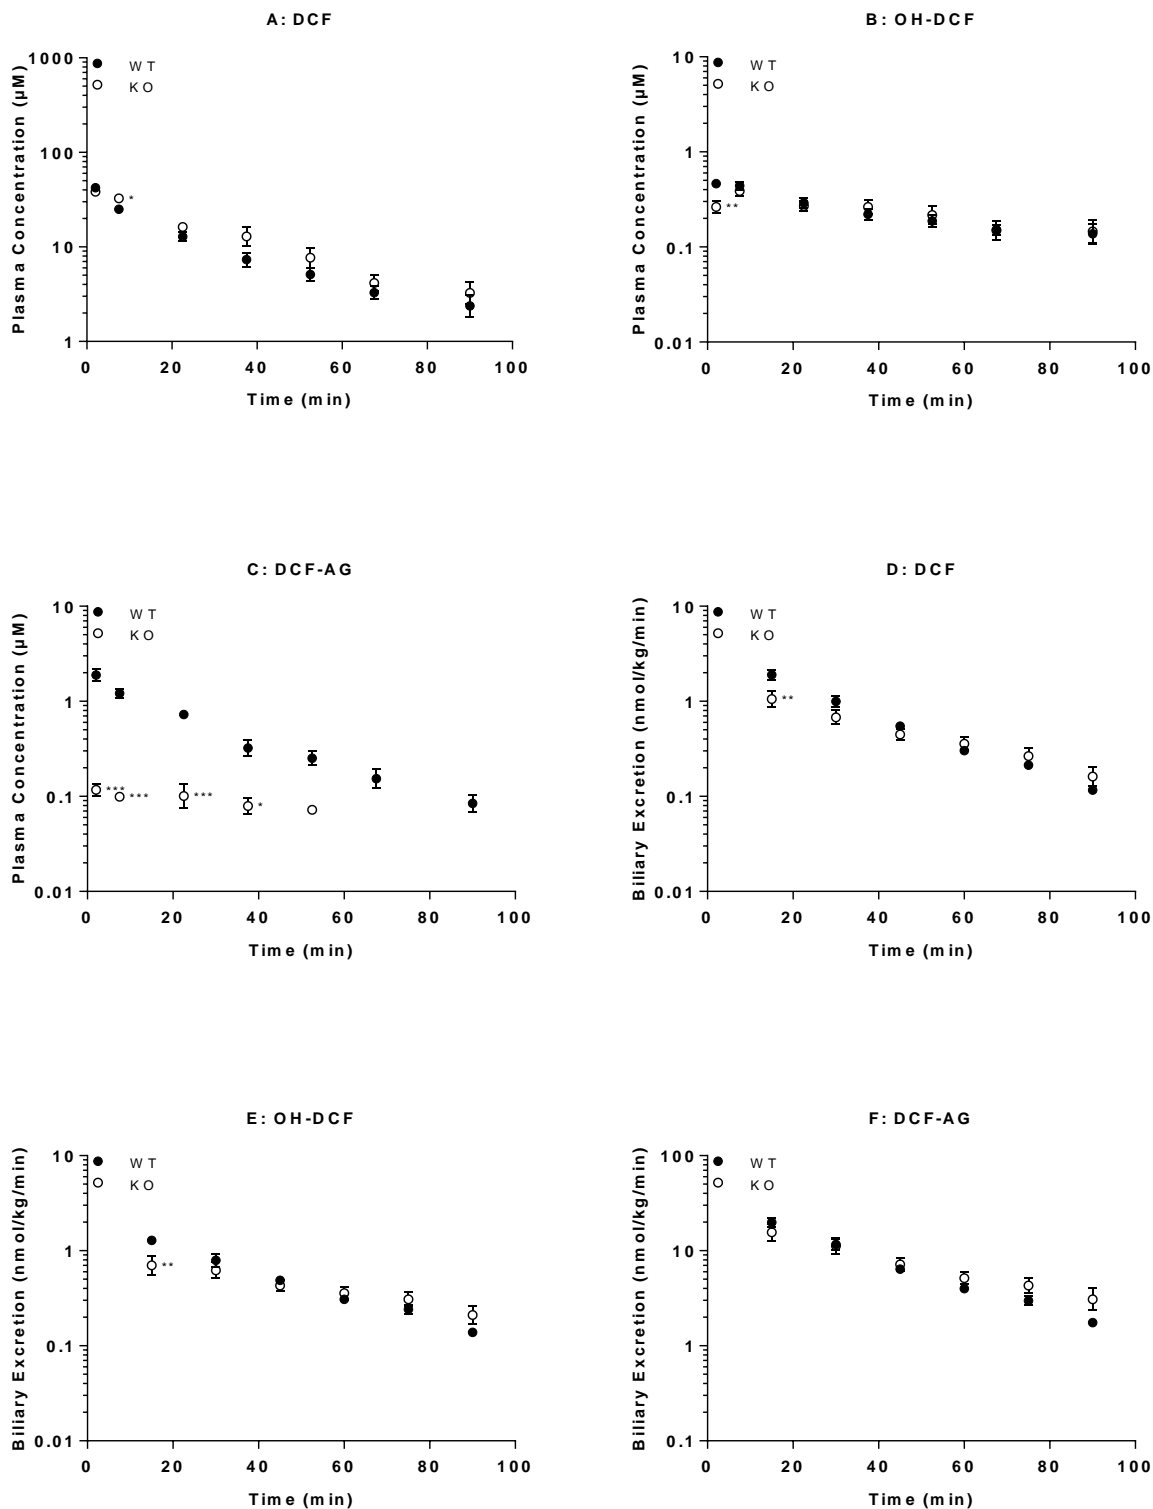 A: DCF
Plasma Concentration (µM)
1000
100
10
1
WT
KO
*
0 20 40 60 80 100
Time (min)
B: OH-DCF
Plasma Concentration (µM)
10
1
0.1
0.01
WT
KO
**
0 20 40 60 80 100
Time (min)
C: DCF-AG
Plasma Concentration (µM)
10
1
0.1
0.01
WT
KO
*** *** *** *
0 20 40 60 80 100
Time (min)
D: DCF
Biliary Excretion (nmol/kg/min)
10
1
0.1
0.01
WT
KO
**
0 20 40 60 80 100
Time (min)
E: OH-DCF
Biliary Excretion (nmol/kg/min)
10
1
0.1
0.01
WT
KO
**
0 20 40 60 80 100
Time (min)
F: DCF-AG
Biliary Excretion (nmol/kg/min)
100
10
1
0.1
WT
KO
0 20 40 60 80 100
Time (min)